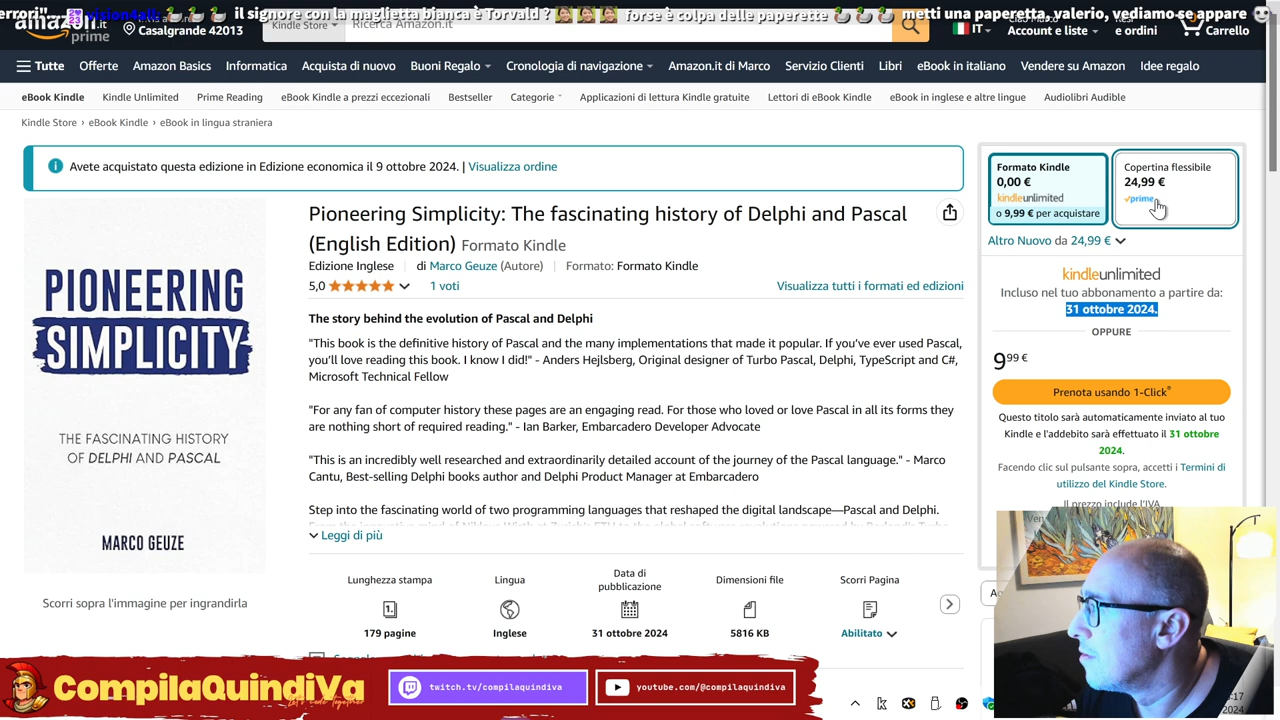 errori" vision4all: il signore con la maglietta bianca è Torvald ? forse è colpa delle paperette metti una paperetta, valerio, vediamo se appare
prime
Casalgrande 42013
Kindle Store
Ricerca Amazon.it
IT
Account e liste
e ordini
Carrello
Tutte Offerte Amazon Basics Informatica Acquista di nuovo Buoni Regalo Cronologia di navigazione Amazon.it di Marco Servizio Clienti Libri eBook in italiano Vendere su Amazon Idee regalo
eBook Kindle Kindle Unlimited Prime Reading eBook Kindle a prezzi eccezionali Bestseller Categorie Applicazioni di lettura Kindle gratuite Lettori di eBook Kindle eBook in inglese e altre lingue Audiolibri Audible
Kindle Store › eBook Kindle › eBook in lingua straniera
Avete acquistato questa edizione in Edizione economica il 9 ottobre 2024. | Visualizza ordine
PIONEERING
SIMPLICITY
THE FASCINATING HISTORY
OF DELPHI AND PASCAL
MARCO GEUZE
Scorri sopra l'immagine per ingrandirla
Pioneering Simplicity: The fascinating history of Delphi and Pascal
(English Edition) Formato Kindle
Edizione Inglese di Marco Geuze (Autore) Formato: Formato Kindle
5,0 1 voti Visualizza tutti i formati ed edizioni
The story behind the evolution of Pascal and Delphi
"This book is the definitive history of Pascal and the many implementations that made it popular. If you've ever used Pascal,
you'll love reading this book. I know I did!" - Anders Hejlsberg, Original designer of Turbo Pascal, Delphi, TypeScript and C#,
Microsoft Technical Fellow
"For any fan of computer history these pages are an engaging read. For those who loved or love Pascal in all its forms they
are nothing short of required reading." - Ian Barker, Embarcadero Developer Advocate
"This is an incredibly well researched and extraordinarily detailed account of the journey of the Pascal language." - Marco
Cantu, Best-selling Delphi books author and Delphi Product Manager at Embarcadero
Step into the fascinating world of two programming languages that reshaped the digital landscape—Pascal and Delphi.
Leggi di più
Lunghezza stampa
179 pagine
Lingua
Inglese
Data di
pubblicazione
31 ottobre 2024
Dimensioni file
5816 KB
Scorri Pagina
Abilitato
Formato Kindle
0,00 €
kindleunlimited
o 9,99 € per acquistare
Copertina flessibile
24,99 €
prime
Altro Nuovo da 24,99 €
kindleunlimited
Incluso nel tuo abbonamento a partire da:
31 ottobre 2024.
OPPURE
9 99 €
Prenota usando 1-Click®
Questo titolo sarà automaticamente inviato al tuo
Kindle e l'addebito sarà effettuato il 31 ottobre
2024.
Facendo clic sul pulsante sopra, accetti i Termini di
utilizzo del Kindle Store.
Il prezzo include l'IVA
CompilaQuindiVa
Let's code Together
twitch.tv/compilaquindiva
youtube.com/@compilaquindiva